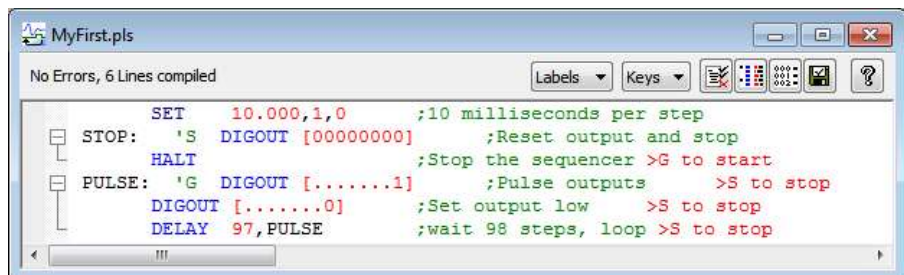 MyFirst.pls
No Errors, 6 Lines compiled Labels Keys
SET 10.000,1,0 ;10 milliseconds per step
STOP: 'S DIGOUT [00000000] ;Reset output and stop
HALT ;Stop the sequencer >G to start
PULSE: 'G DIGOUT [.......1] ;Pulse outputs >S to stop
DIGOUT [.......0] ;Set output low >S to stop
DELAY 97,PULSE ;wait 98 steps, loop >S to stop